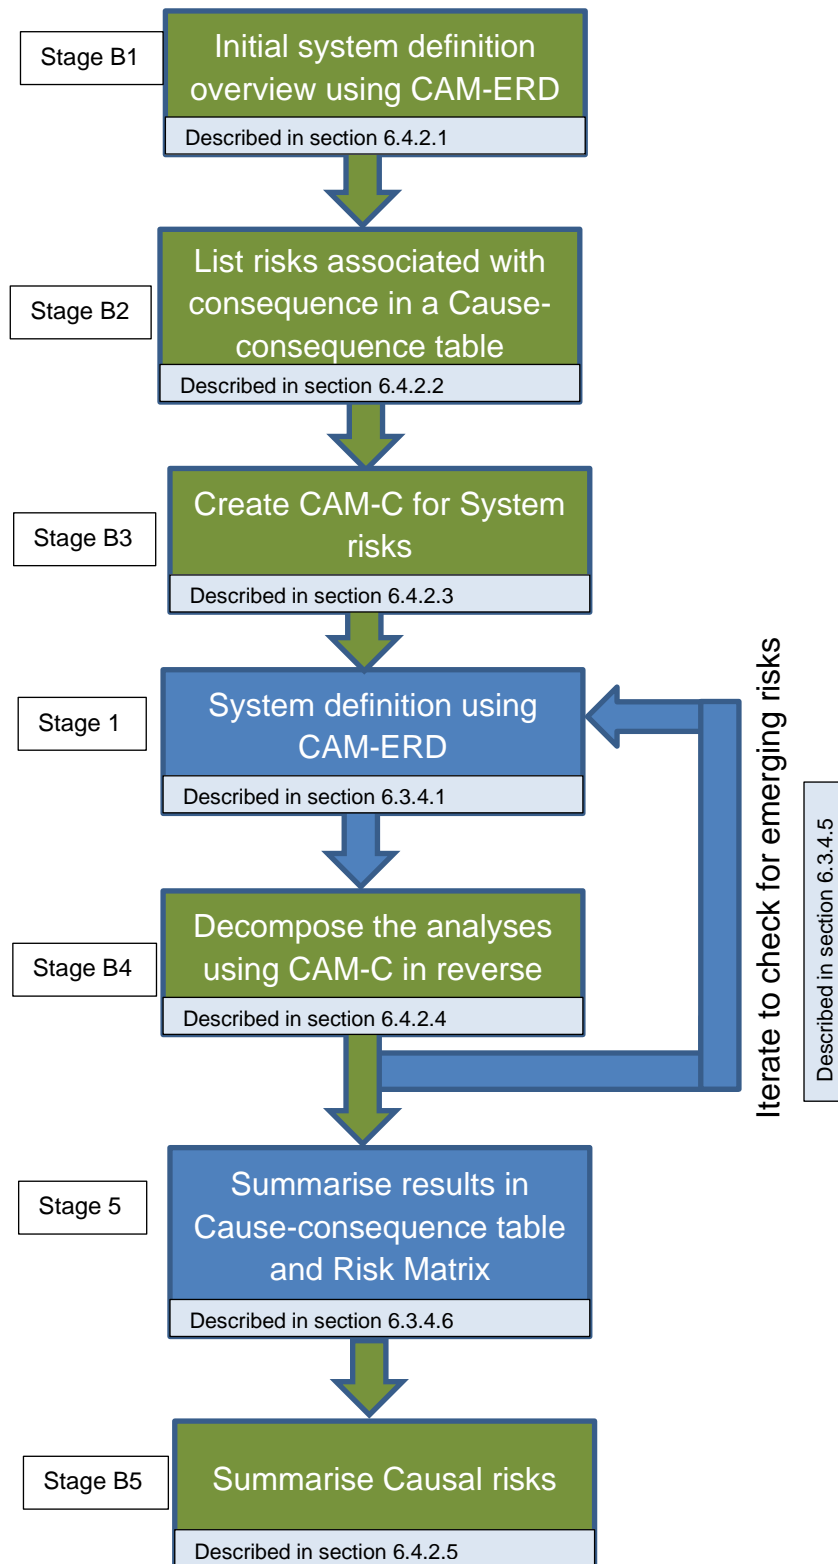 Stage B1
Initial system definition
overview using CAM-ERD
Described in section 6.4.2.1
Stage B2
List risks associated with
consequence in a Cause-
consequence table
Described in section 6.4.2.2
Stage B3
Create CAM-C for System
risks
Described in section 6.4.2.3
Stage 1
System definition using
CAM-ERD
Described in section 6.3.4.1
Stage B4
Decompose the analyses
using CAM-C in reverse
Described in section 6.4.2.4
Iterate to check for emerging risks
Described in section 6.3.4.5
Stage 5
Summarise results in
Cause-consequence table
and Risk Matrix
Described in section 6.3.4.6
Stage B5
Summarise Causal risks
Described in section 6.4.2.5